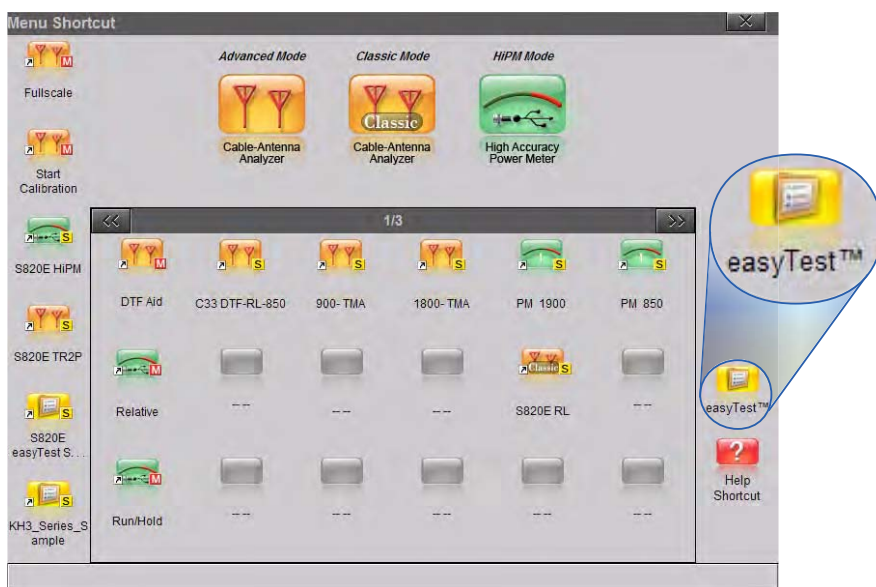 Menu Shortcut
Fullscale
Start
Calibration
S820E HiPM
S820E TR2P
S820E
easyTest S. . .
KH3_Series_S
ample
M
M
S
S
S
S
Advanced Mode
Classic Mode
HiPM Mode
Classic
Cable-Antenna
Analyzer
Cable-Antenna
Analyzer
High Accuracy
Power Meter
<<
1/3
>>
M
S
S
S
S
S
DTF Aid
C33 DTF-RL-850
900- TMA
1800- TMA
PM 1900
PM 850
M
Classic S
Relative
-- --
-- --
-- --
S820E RL
-- --
M
Run/Hold
-- --
-- --
-- --
-- --
-- --
easyTest™
easyTest™
?
Help
Shortcut